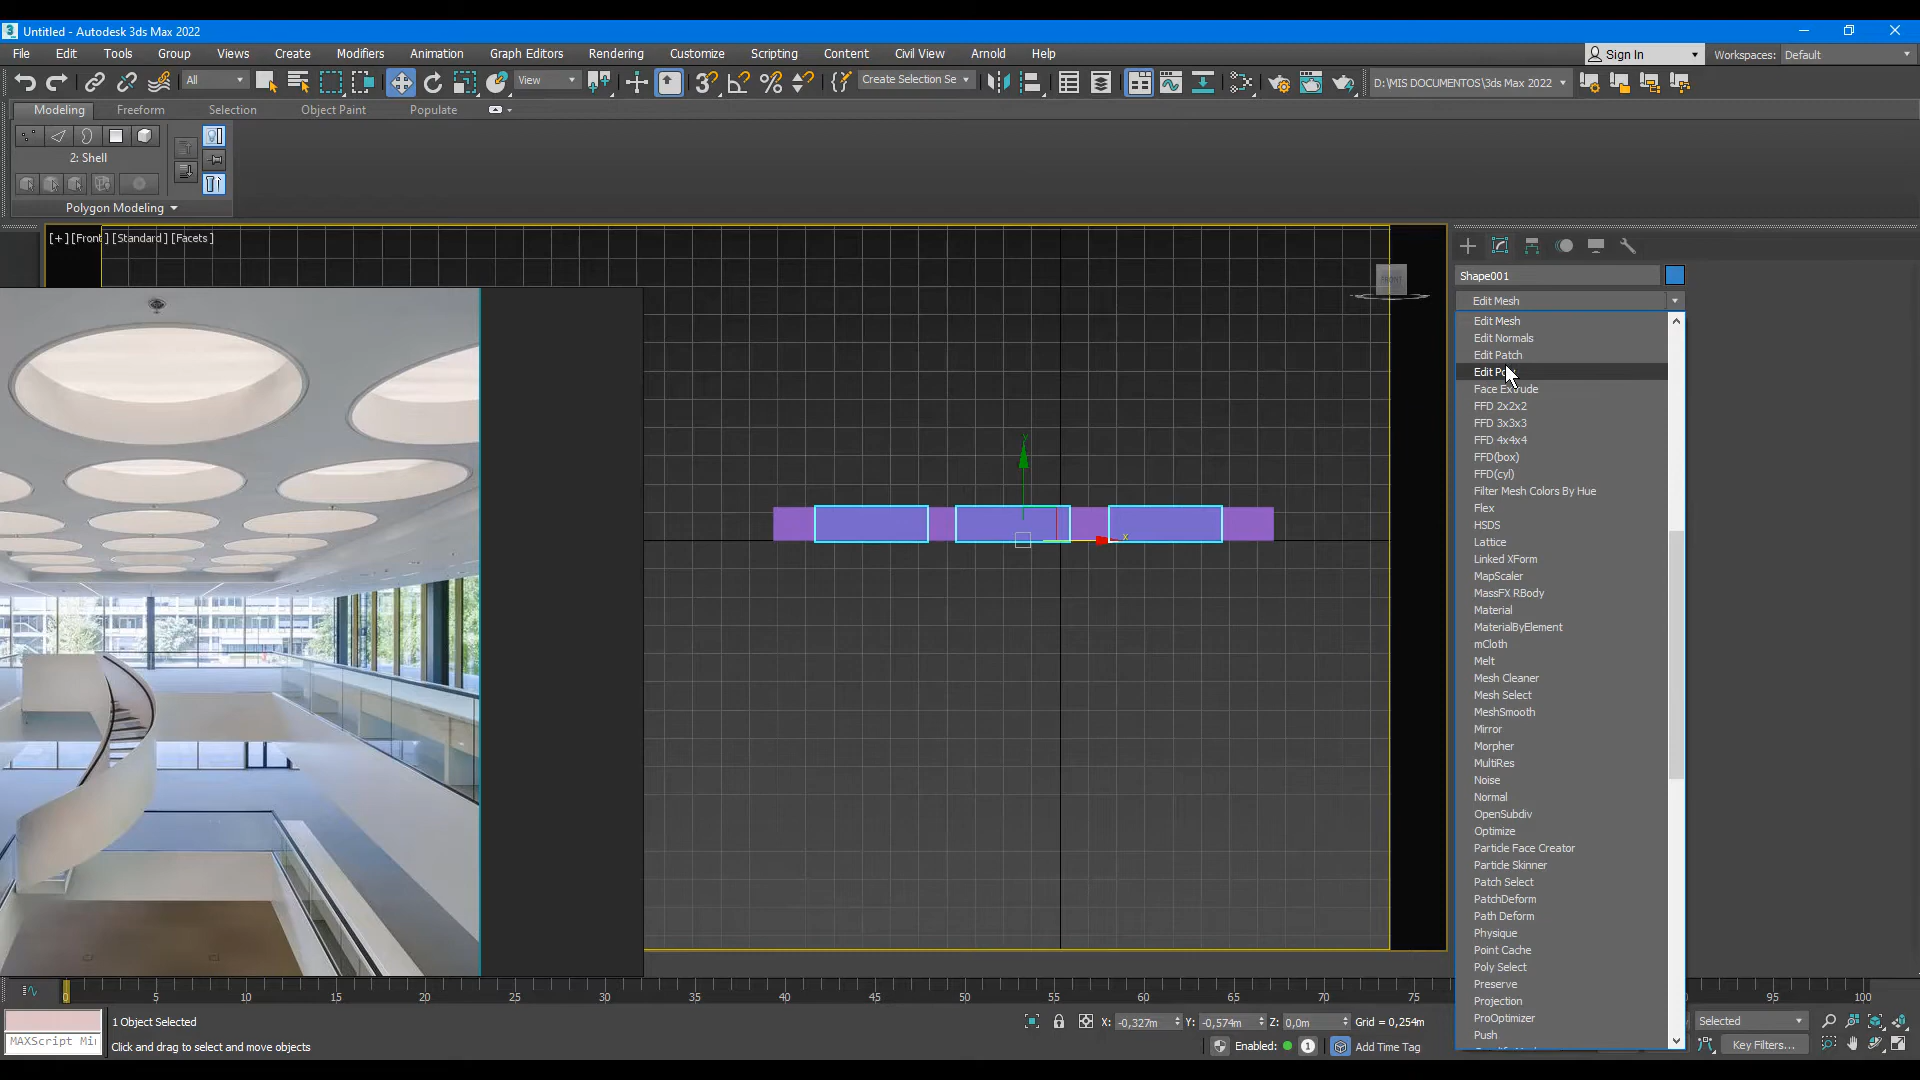 Untitled - Autodesk 3ds Max 2022
File Edit Tools Group Views Create Modifiers Animation Graph Editors Rendering Customize Scripting Content Civil View Arnold Help
Sign In Workspaces: Default
All View Create Selection Se D:\MIS DOCUMENTOS\3ds Max 2022
Modeling Freeform Selection Object Paint Populate
2: Shell
Polygon Modeling
[+] [Front] [Standard] [Facets]
FRONT
Shape001
Edit Mesh
Edit Mesh
Edit Normals
Edit Patch
Edit
Face Extrude
FFD 2x2x2
FFD 3x3x3
FFD 4x4x4
FFD(box)
FFD(cyl)
Filter Mesh Colors By Hue
Flex
HSDS
Lattice
Linked XForm
MapScaler
MassFX RBody
Material
MaterialByElement
mCloth
Melt
Mesh Cleaner
Mesh Select
MeshSmooth
Mirror
Morpher
MultiRes
Noise
Normal
OpenSubdiv
Optimize
Particle Face Creator
Particle Skinner
Patch Select
PatchDeform
Path Deform
Physique
Point Cache
Poly Select
Preserve
Projection
ProOptimizer
Push
y
x
0 5 10 15 20 25 30 35 40 45 50 55 60 65 70 75 95 100
1 Object Selected X: -0,327m Y: -0,574m Z: 0,0m Grid = 0,254m Selected
MAXScript Mi Click and drag to select and move objects Enabled: 1 Add Time Tag Key Filters...